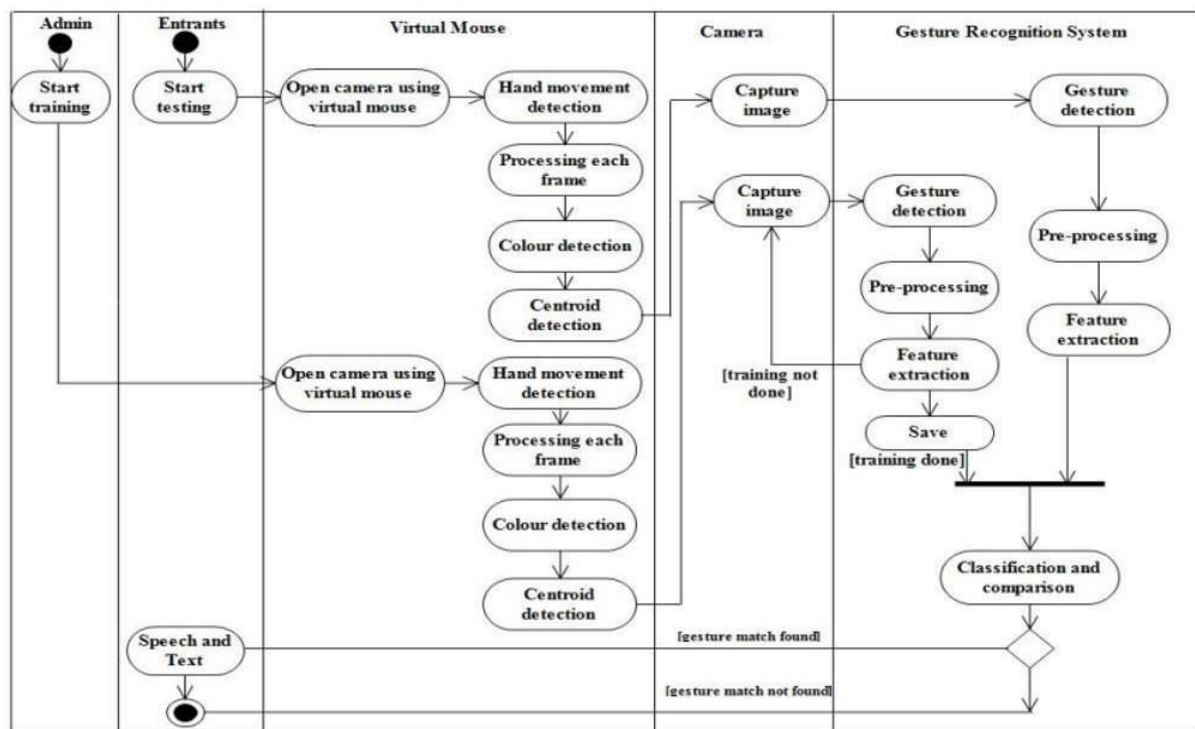 Admin
Entrants
Virtual Mouse
Camera
Gesture Recognition System
Start
training
Start
testing
Open camera using
virtual mouse
Hand movement
detection
Capture
image
Gesture
detection
Processing each
frame
Colour detection
Centroid
detection
Capture
image
Gesture
detection
Pre-processing
Feature
extraction
[training not
done]
Save
[training done]
Pre-processing
Feature
extraction
Open camera using
virtual mouse
Hand movement
detection
Processing each
frame
Colour detection
Centroid
detection
Classification and
comparison
[gesture match found]
Speech and
Text
[gesture match not found]